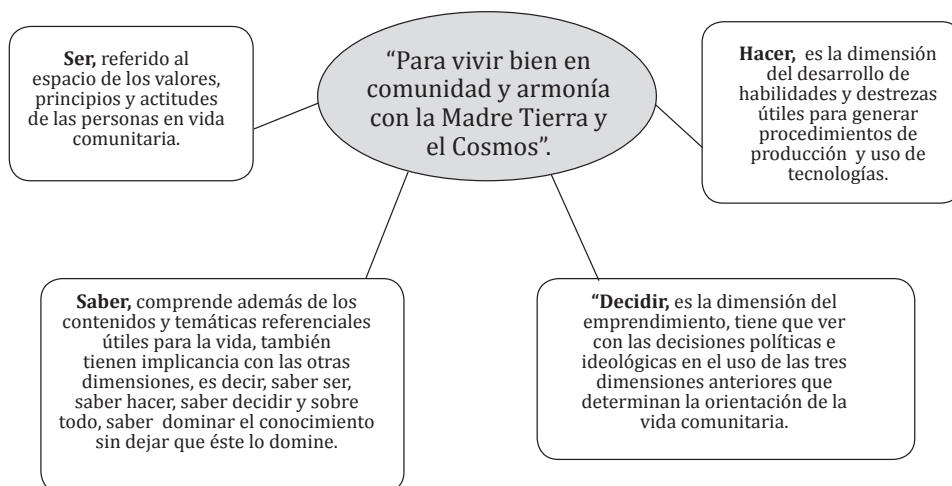 Ser, referido al
espacio de los valores,
principios y actitudes
de las personas en vida
comunitaria.
“Para vivir bien en
comunidad y armonía
con la Madre Tierra y
el Cosmos”.
Hacer, es la dimensión
del desarrollo de
habilidades y destrezas
útiles para generar
procedimientos de
producción y uso de
tecnologías.
Saber, comprende además de los
contenidos y temáticas referenciales
útiles para la vida, también
tienen implicancia con las otras
dimensiones, es decir, saber ser,
saber hacer, saber decidir y sobre
todo, saber dominar el conocimiento
sin dejar que éste lo domine.
“Decidir, es la dimensión del
emprendimiento, tiene que ver
con las decisiones políticas e
ideológicas en el uso de las tres
dimensiones anteriores que
determinan la orientación de la
vida comunitaria.